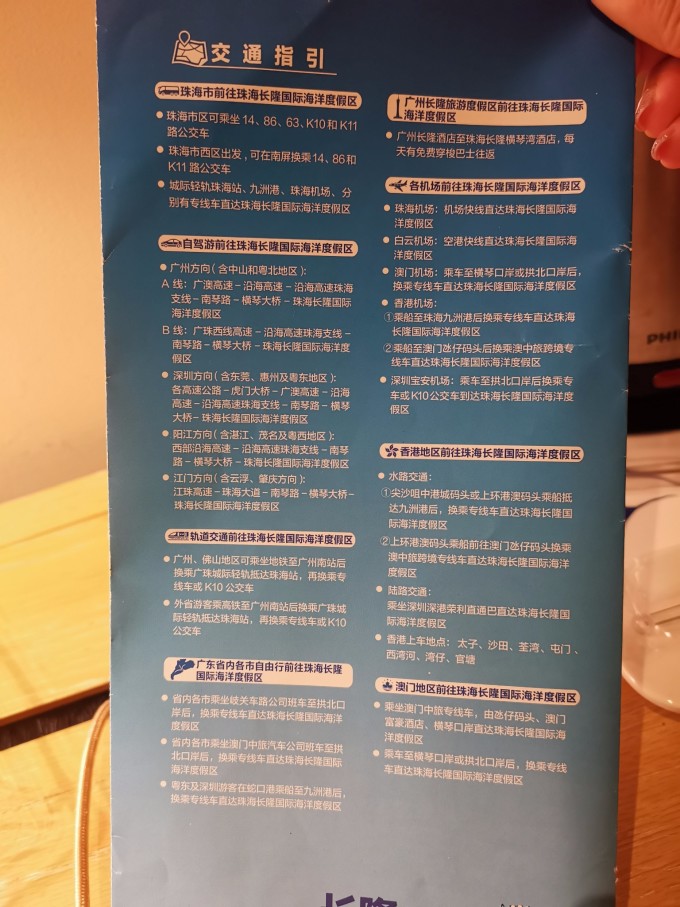 交通指引
珠海市前往珠海长隆国际海洋度假区
● 珠海市区可乘坐 14、86、63、K10 和 K11
路公交车
● 珠海市西区出发，可在南屏换乘14、86和
K11 路公交车
● 城际轻轨珠海站、九洲港、珠海机场、分
别有专线车直达珠海长隆国际海洋度假区
自驾游前往珠海长隆国际海洋度假区
● 广州方向（含中山和粤北地区）：
A 线：广澳高速－沿海高速－沿海高速珠海
支线－南琴路－横琴大桥－珠海长隆国际
海洋度假区
B 线：广珠西线高速－沿海高速珠海支线－
南琴路－横琴大桥－珠海长隆国际海洋度
假区
● 深圳方向（含东莞、惠州及粤东地区）：
各高速公路－虎门大桥－广澳高速－沿海
高速－沿海高速珠海支线－南琴路－横琴
大桥－珠海长隆国际海洋度假区
● 阳江方向（含湛江、茂名及粤西地区）：
西部沿海高速－沿海高速珠海支线－南琴
路－横琴大桥－珠海长隆国际海洋度假区
● 江门方向（含云浮、肇庆方向）：
江珠高速－珠海大道－南琴路－横琴大桥－
珠海长隆国际海洋度假区
轨道交通前往珠海长隆国际海洋度假区
● 广州、佛山地区可乘坐地铁至广州南站后
换乘广珠城际轻轨抵达珠海站，再换乘专
线车或 K10 公交车
● 外省游客乘高铁至广州南站后换乘广珠城
际轻轨抵达珠海站，再换乘专线车或K10
公交车
广东省内各市自由行前往珠海长隆
国际海洋度假区
● 省内各市乘坐岐关车路公司班车至拱北口
岸后，换乘专线车直达珠海长隆国际海洋
度假区
● 省内各市乘坐澳门中旅汽车公司班车至拱
北口岸后，换乘专线车直达珠海长隆国际
海洋度假区
● 粤东及深圳游客在蛇口港乘船至九洲港后，
换乘专线车直达珠海长隆国际海洋度假区
广州长隆旅游度假区前往珠海长隆国际
海洋度假区
● 广州长隆酒店至珠海长隆横琴湾酒店，每
天有免费穿梭巴士往返
各机场前往珠海长隆国际海洋度假区
● 珠海机场：机场快线直达珠海长隆国际海
洋度假区
● 白云机场：空港快线直达珠海长隆国际海
洋度假区
● 澳门机场：乘车至横琴口岸或拱北口岸后，
换乘专线车直达珠海长隆国际海洋度假区
● 香港机场：
①乘船至珠海九洲港后换乘专线车直达珠海
长隆国际海洋度假区
②乘船至澳门氹仔码头后换乘澳中旅跨境专
线车直达珠海长隆国际海洋度假区
● 深圳宝安机场：乘车至拱北口岸后换乘专
车或K10公交车到达珠海长隆国际海洋度
假区
香港地区前往珠海长隆国际海洋度假区
● 水路交通：
①尖沙咀中港城码头或上环港澳码头乘船抵
达九洲港后，换乘专线车直达珠海长隆国
际海洋度假区
②上环港澳码头乘船前往澳门氹仔码头换乘
澳中旅跨境专线车直达珠海长隆国际海洋
度假区
● 陆路交通：
乘坐深圳深港荣利直通巴直达珠海长隆国
际海洋度假区
● 香港上车地点：太子、沙田、荃湾、屯门、
西湾河、湾仔、官塘
澳门地区前往珠海长隆国际海洋度假区
● 乘坐澳门中旅专线车，由氹仔码头、澳门
富豪酒店、横琴口岸直达珠海长隆国际海
洋度假区
● 乘车至横琴口岸或拱北口岸后，换乘专线
车直达珠海长隆国际海洋度假区
长隆
PHI